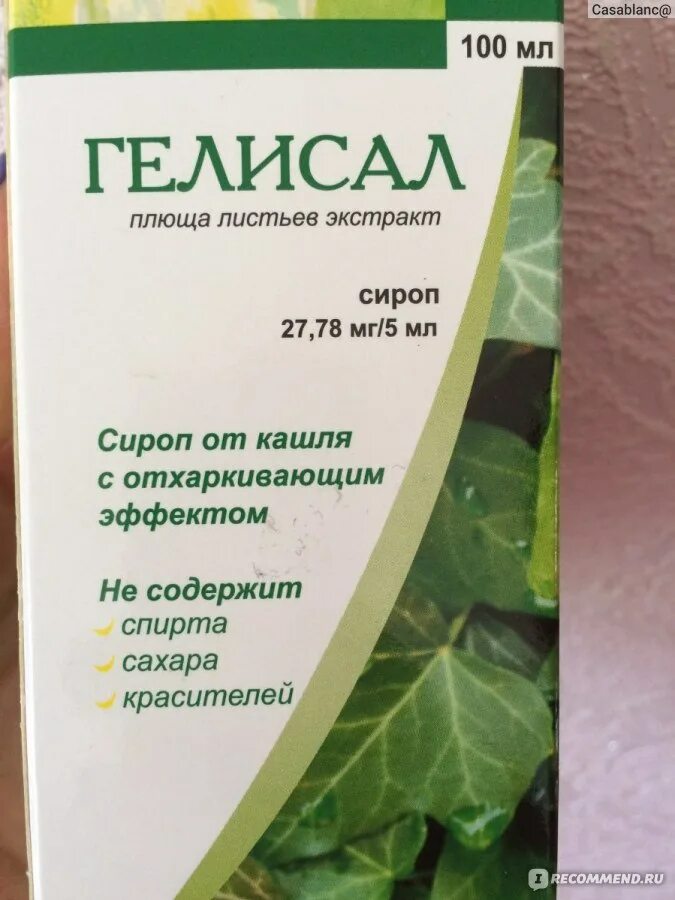 Casablanc@
100 мл
ГЕЛИСАЛ
плюща листьев экстракт
сироп
27,78 мг/5 мл
Сироп от кашля
с отхаркивающим
эффектом
Не содержит
спирта
сахара
красителей
IRECOMMEND.RU